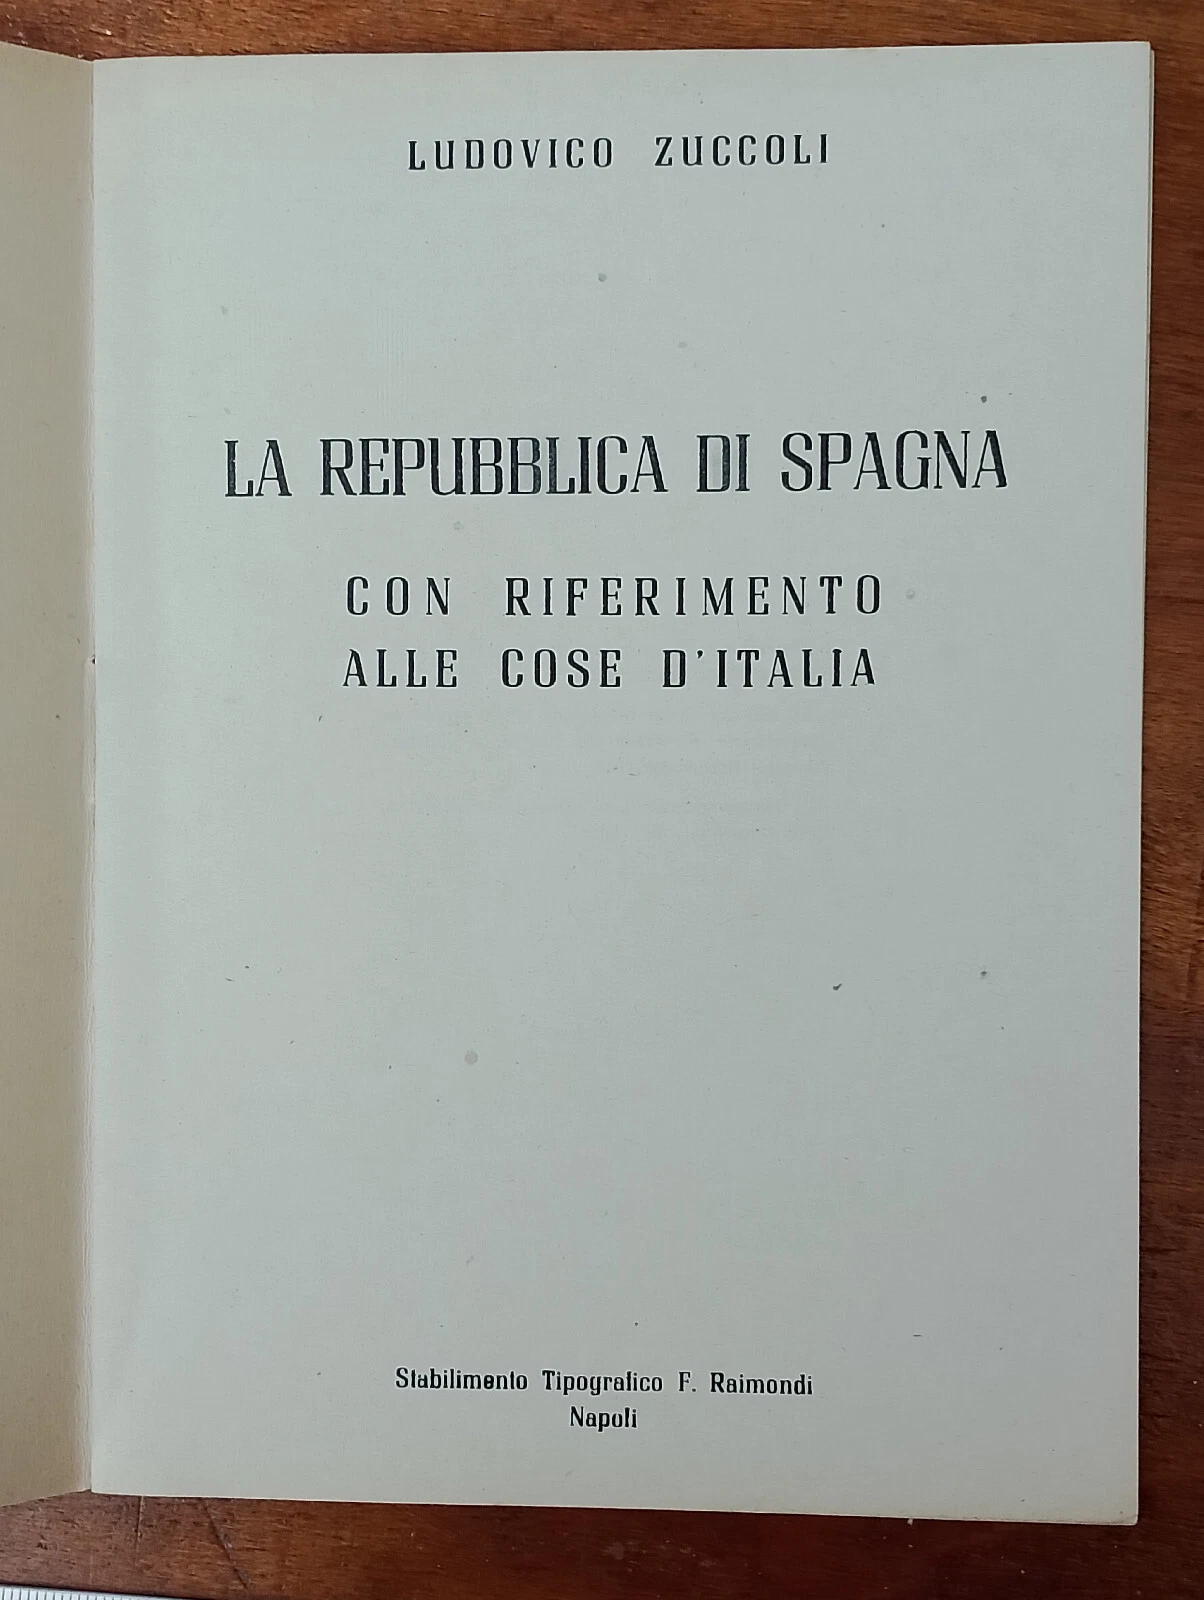 LUDOVICO ZUCCOLI
LA REPUBBLICA DI SPAGNA
CON RIFERIMENTO
ALLE COSE D'ITALIA
Stabilimento Tipografico F. Raimondi
Napoli